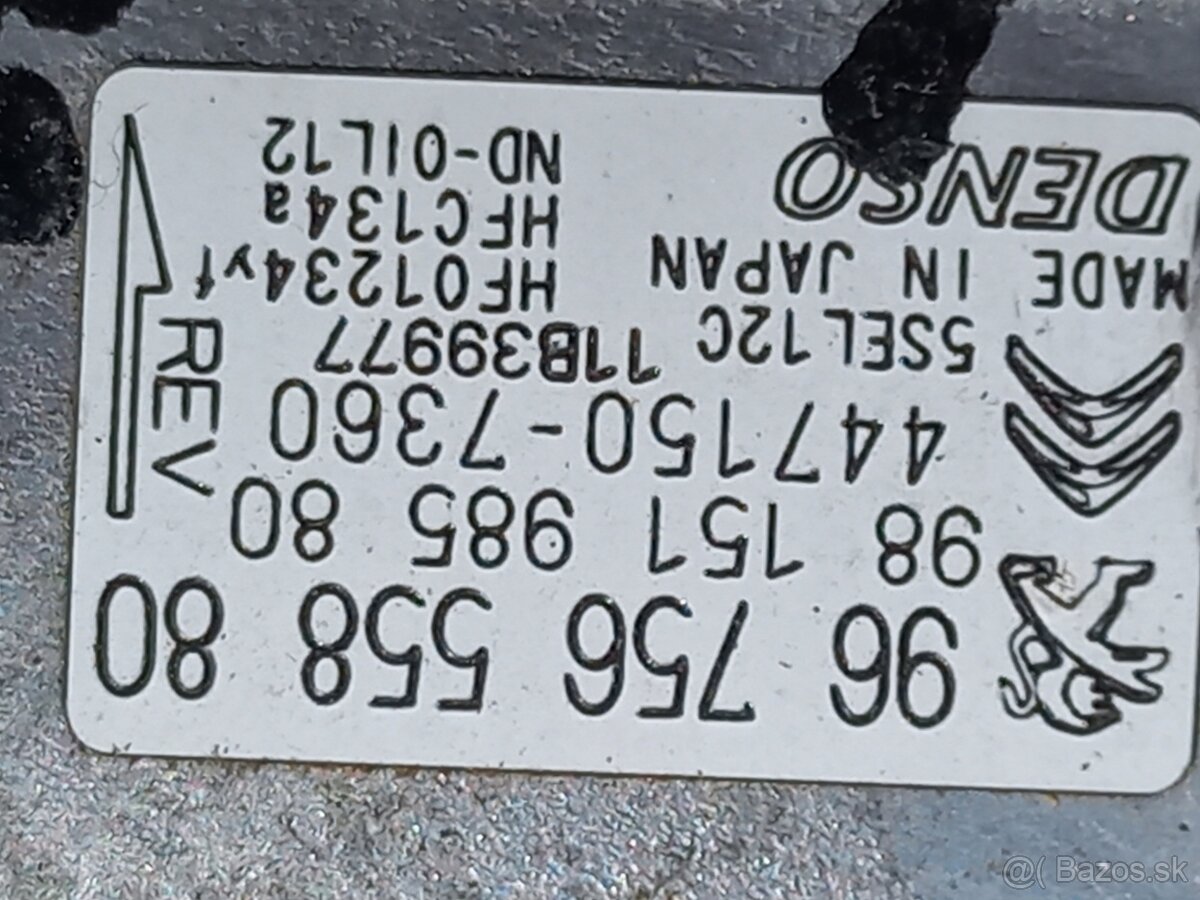 96 756 558 80
98 151 985 80
447150-7360
5SEL12C 11B39977
MADE IN JAPAN
HFO1234yf
HFC134a
DENSO
ND-OIL12
REV
Bazos.sk